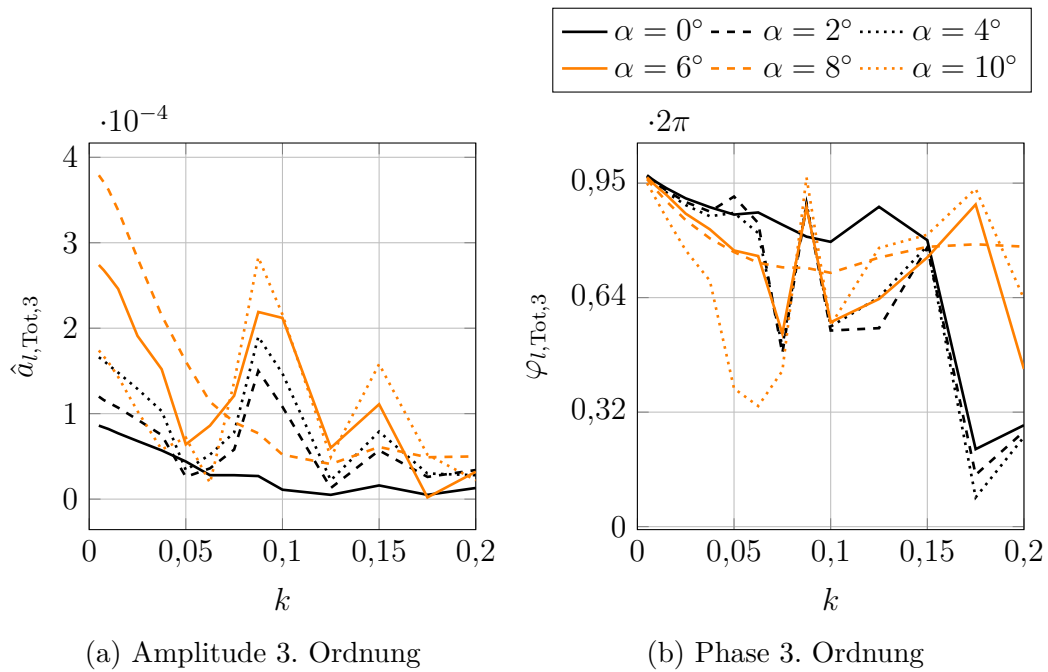 α = 0° α = 2° α = 4°
α = 6° α = 8° α = 10°
·10⁻⁴
4
3
2
1
0
â_{l,Tot,3}
0 0,05 0,1 0,15 0,2
k
(a) Amplitude 3. Ordnung
·2π
0,95
0,64
0,32
0
φ_{l,Tot,3}
0 0,05 0,1 0,15 0,2
k
(b) Phase 3. Ordnung